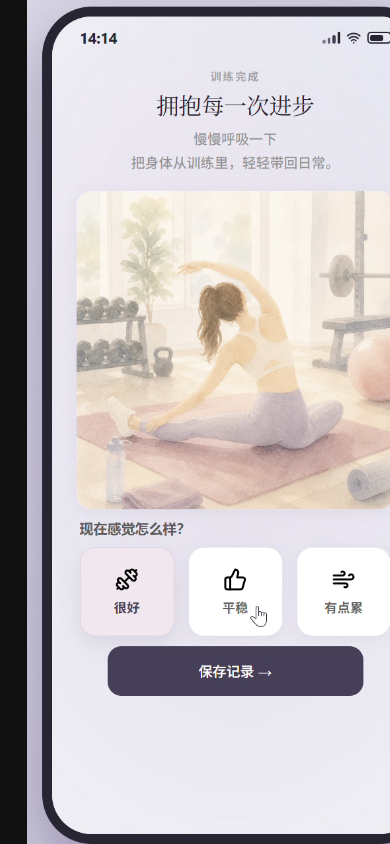 14:14
训练完成
拥抱每一次进步
慢慢呼吸一下
把身体从训练里，轻轻带回日常。
现在感觉怎么样？
很好
平稳
有点累
保存记录 →